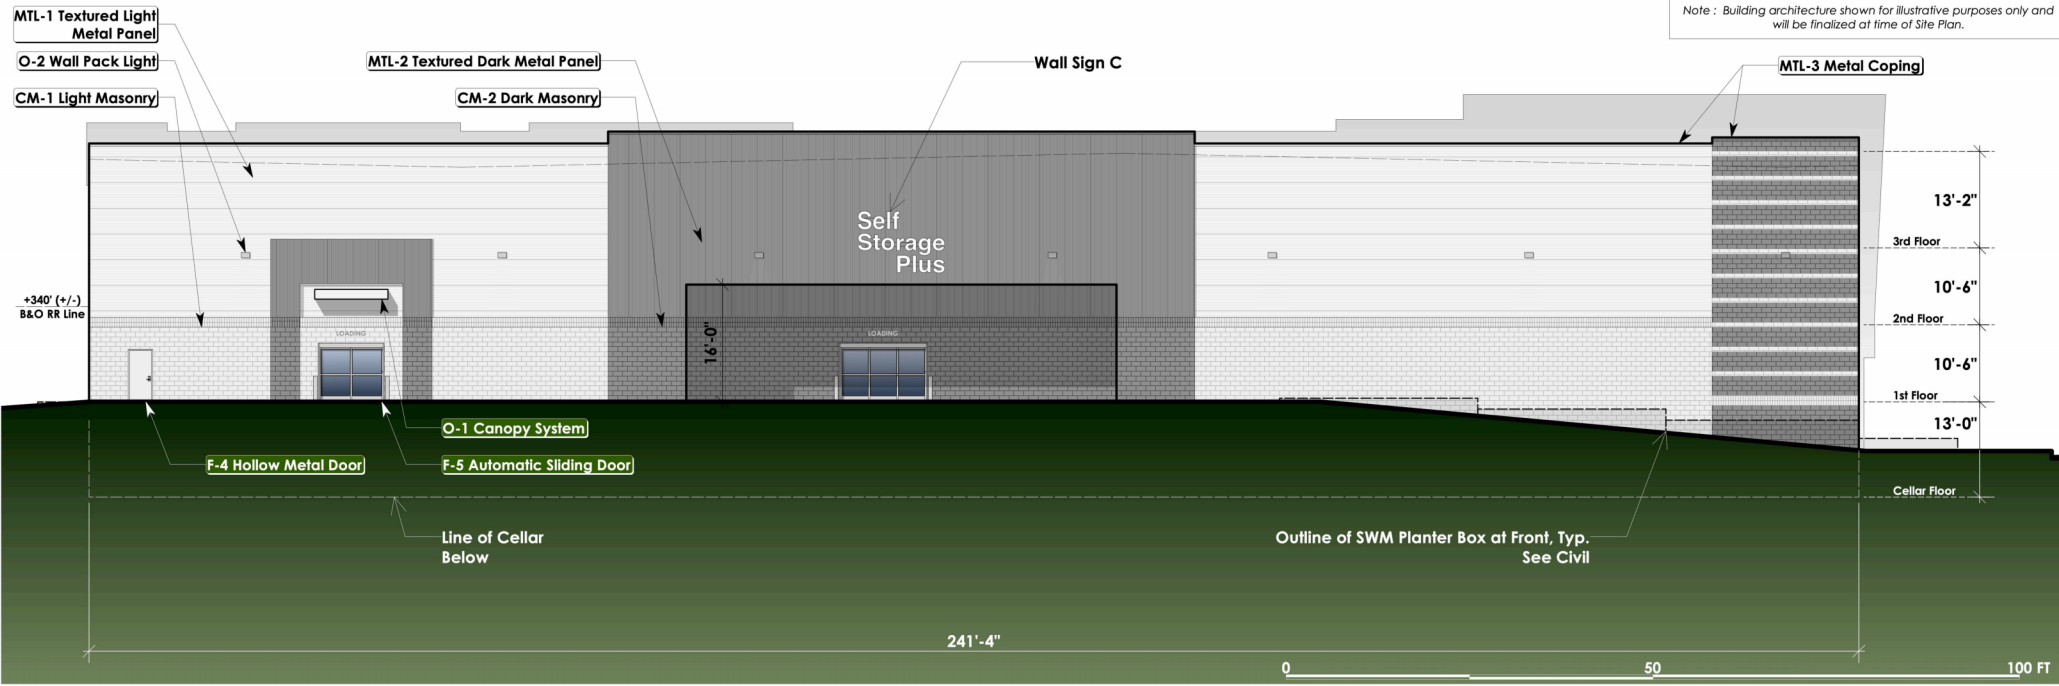 Note : Building architecture shown for illustrative purposes only and
will be finalized at time of Site Plan.
MTL-1 Textured Light
Metal Panel
O-2 Wall Pack Light
CM-1 Light Masonry
MTL-2 Textured Dark Metal Panel
CM-2 Dark Masonry
Wall Sign C
MTL-3 Metal Coping
Self
Storage
Plus
13'-2"
3rd Floor
10'-6"
2nd Floor
10'-6"
1st Floor
13'-0"
Cellar Floor
+340' (+/-)
B&O RR Line
LOADING
16'-0"
LOADING
O-1 Canopy System
F-4 Hollow Metal Door
F-5 Automatic Sliding Door
Line of Cellar
Below
Outline of SWM Planter Box at Front, Typ.
See Civil
241'-4"
0 50 100 FT